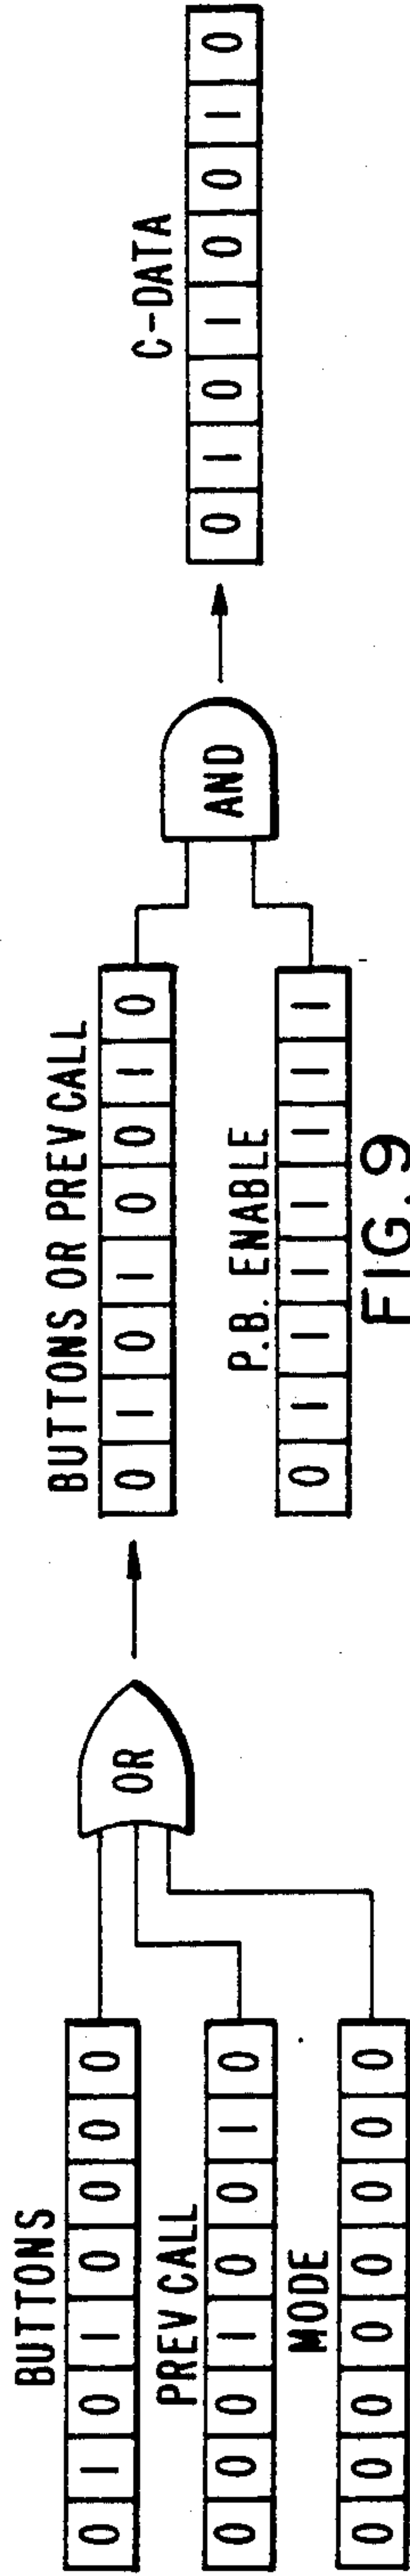 BUTTONS
0 1 0 1 0 0 0 0
PREV CALL
0 0 0 1 0 0 1 0
MODE
0 0 0 0 0 0 0 0
OR
BUTTONS OR PREV CALL
0 1 0 1 0 0 1 0
P.B. ENABLE
0 1 1 1 1 1 1 1
AND
C-DATA
0 1 0 1 0 0 1 0
FIG. 9